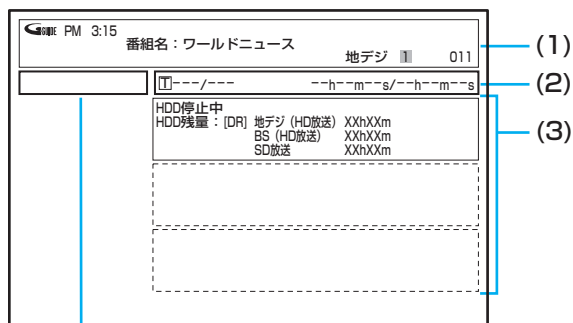 GGUIDE PM 3:15
番組名：ワールドニュース
地デジ 1 011
(1)
T---/--- --h--m--s/--h--m--s
(2)
HDD停止中
HDD残量：[DR] 地デジ（HD放送） XXhXXm
BS（HD放送） XXhXXm
SD放送 XXhXXm
(3)